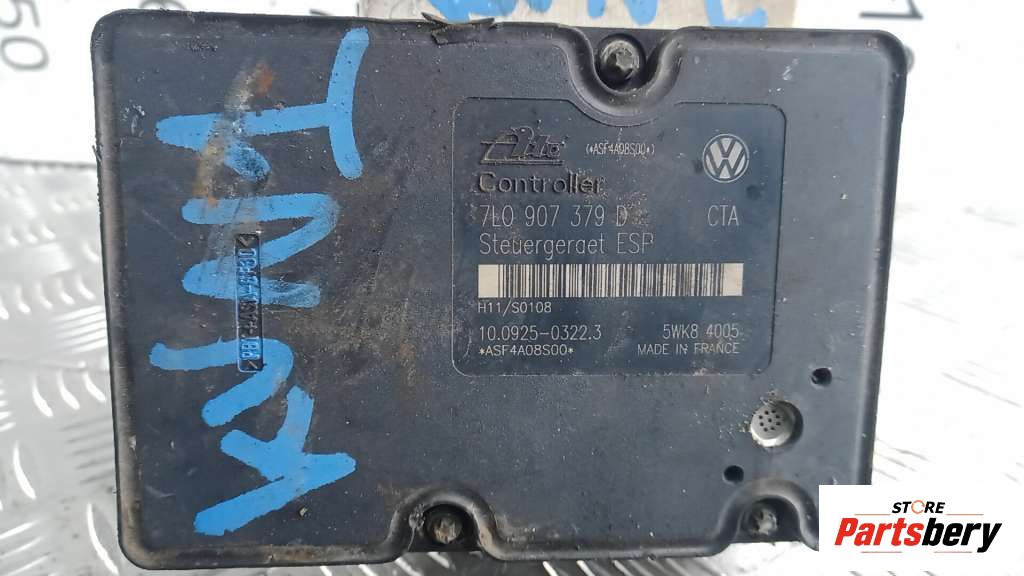 Ate
(*ASF4A08S00*)
Controller
7L0 907 379 D
CTA
Steuergeraet ESP
H11/S0108
10.0925-0322.3
5WK8 4005
*ASF4A08S00*
MADE IN FRANCE
STORE
Partsbery